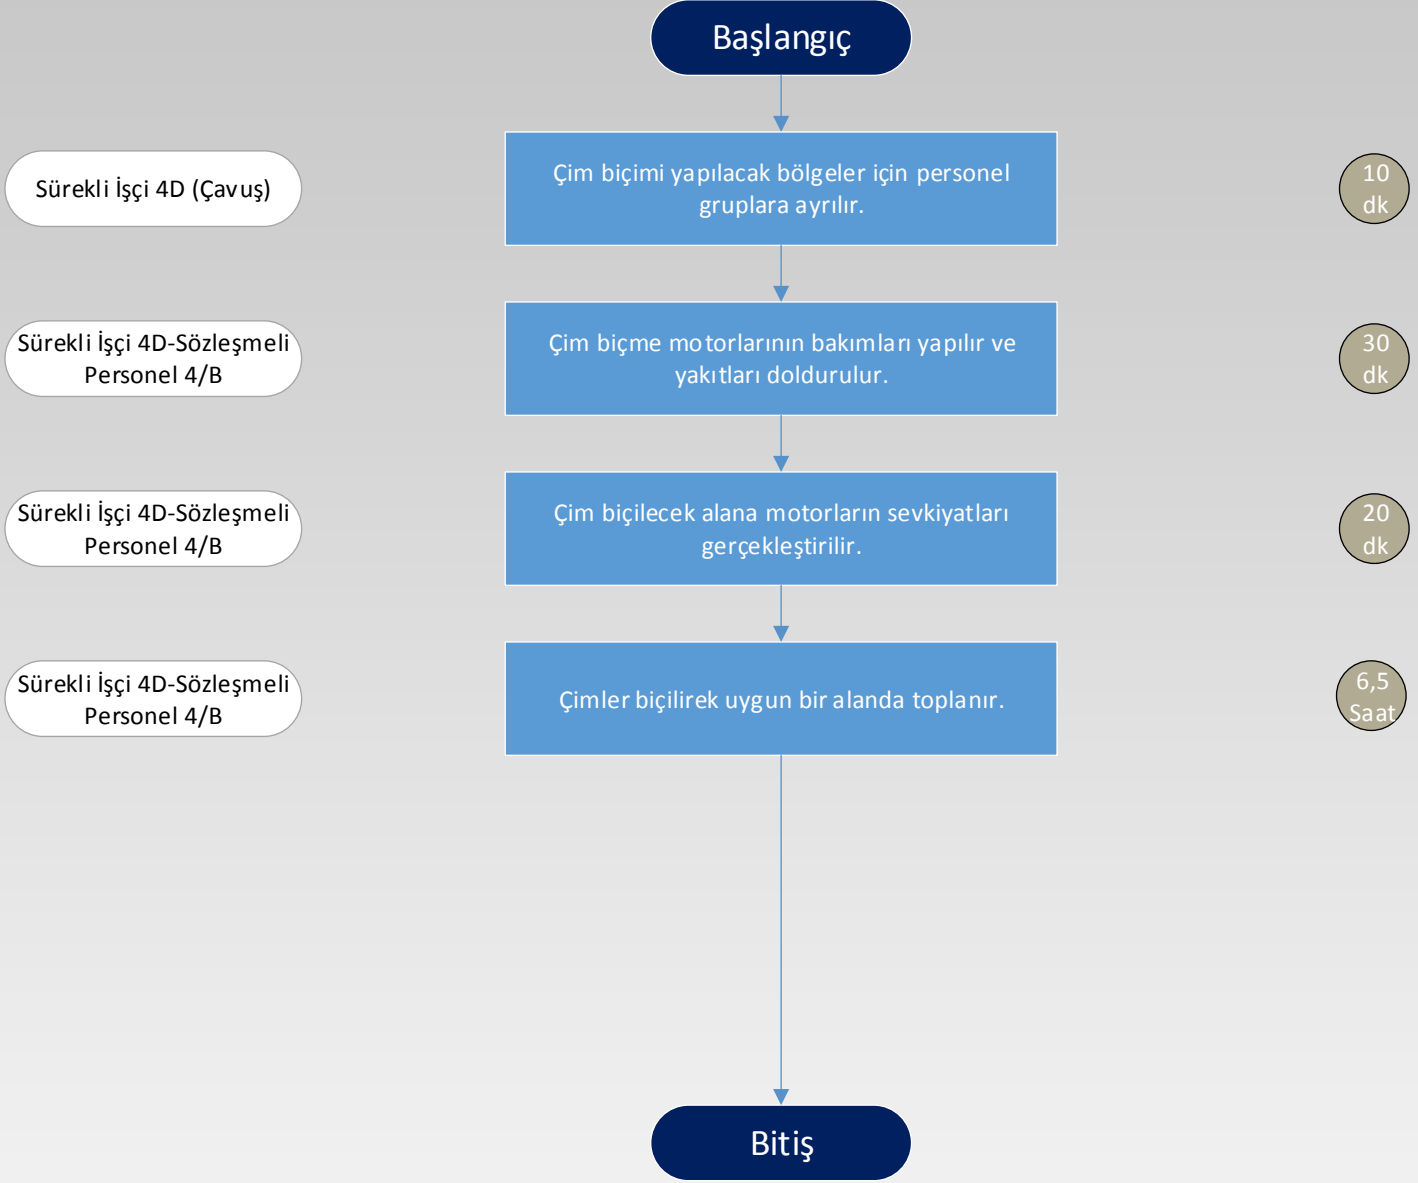 Başlangıç
Sürekli İşçi 4D (Çavuş)
Çim biçimi yapılacak bölgeler için personel
gruplara ayrılır.
10
dk
Sürekli İşçi 4D-Sözleşmeli
Personel 4/B
Çim biçme motorlarının bakımları yapılır ve
yakıtları doldurulur.
30
dk
Sürekli İşçi 4D-Sözleşmeli
Personel 4/B
Çim biçilecek alana motorların sevkiyatları
gerçekleştirilir.
20
dk
Sürekli İşçi 4D-Sözleşmeli
Personel 4/B
Çimler biçilirek uygun bir alanda toplanır.
6,5
Saat
Bitiş